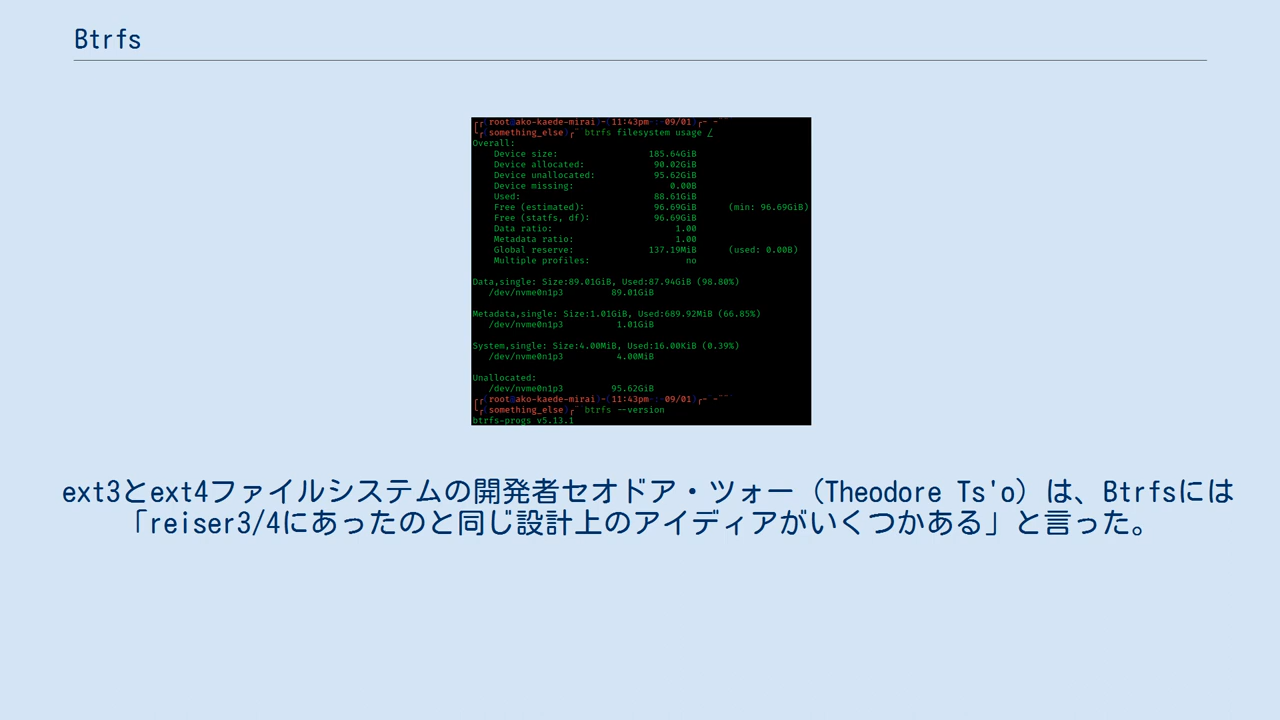 Btrfs
root@ako-kaede-mirai)-(11:43pm-:-09/01)
(something_else) btrfs filesystem usage /
Overall:
Device size: 185.64GiB
Device allocated: 90.02GiB
Device unallocated: 95.62GiB
Device missing: 0.00B
Used: 88.61GiB
Free (estimated): 96.69GiB (min: 96.69GiB)
Free (statfs, df): 96.69GiB
Data ratio: 1.00
Metadata ratio: 1.00
Global reserve: 137.19MiB (used: 0.00B)
Multiple profiles: no
Data,single: Size:89.01GiB, Used:87.94GiB (98.80%)
/dev/nvme0n1p3 89.01GiB
Metadata,single: Size:1.01GiB, Used:689.92MiB (66.85%)
/dev/nvme0n1p3 1.01GiB
System,single: Size:4.00MiB, Used:16.00KiB (0.39%)
/dev/nvme0n1p3 4.00MiB
Unallocated:
/dev/nvme0n1p3 95.62GiB
root@ako-kaede-mirai)-(11:43pm-:-09/01)
(something_else) btrfs --version
btrfs-progs v5.13.1
ext3とext4ファイルシステムの開発者セオドア・ツォー（Theodore Ts'o）は、Btrfsには
「reiser3/4にあったのと同じ設計上のアイディアがいくつかある」と言った。